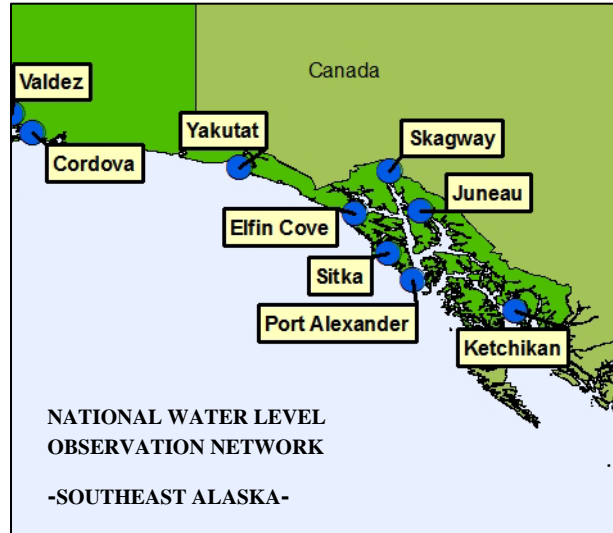 Canada
Valdez
Yakutat
Skagway
Cordova
Juneau
Elfin Cove
Sitka
Port Alexander
Ketchikan
NATIONAL WATER LEVEL
OBSERVATION NETWORK
-SOUTHEAST ALASKA-
.